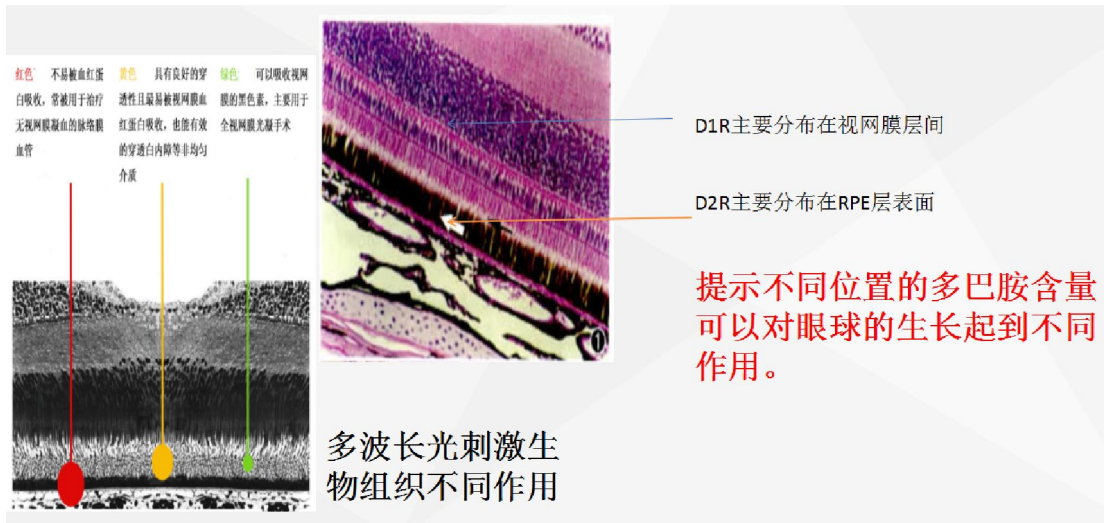 红色： 不易被血红蛋
白吸收，常被用于治疗
无视网膜凝血的脉络膜
血管
黄色 具有良好的穿
透性且最易被视网膜血
红蛋白吸收，也能有效
的穿透白内障等非均匀
介质
绿色： 可以吸收视网
膜的黑色素，主要用于
全视网膜光凝手术
D1R主要分布在视网膜层间
D2R主要分布在RPE层表面
提示不同位置的多巴胺含量
可以对眼球的生长起到不同
作用。
多波长光刺激生
物组织不同作用
1